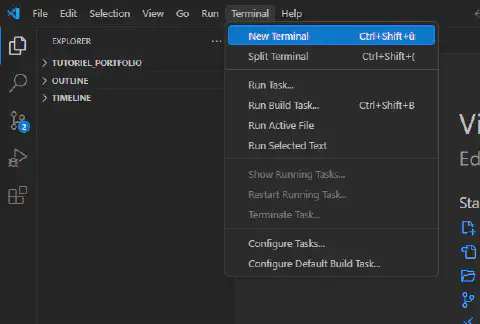 File Edit Selection View Go Run Terminal Help
EXPLORER ...
TUTORIEL_PORTFOLIO
OUTLINE
TIMELINE
2
New Terminal Ctrl+Shift+ù
Split Terminal Ctrl+Shift+(
Run Task...
Run Build Task... Ctrl+Shift+B
Run Active File
Run Selected Text
Show Running Tasks...
Restart Running Task...
Terminate Task...
Configure Tasks...
Configure Default Build Task...
Vi
Edi
Sta